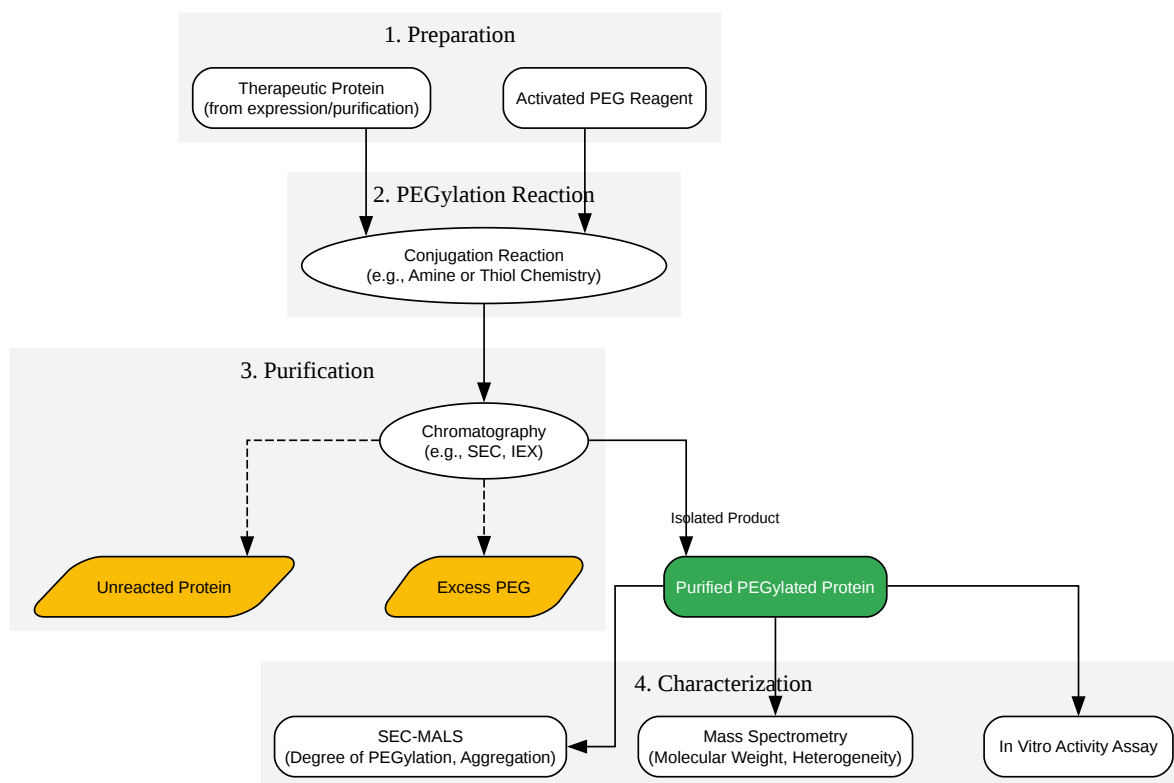 1. Preparation
Therapeutic Protein
(from expression/purification)
Activated PEG Reagent
2. PEGylation Reaction
Conjugation Reaction
(e.g., Amine or Thiol Chemistry)
3. Purification
Chromatography
(e.g., SEC, IEX)
Isolated Product
Unreacted Protein
Excess PEG
Purified PEGylated Protein
4. Characterization
SEC-MALS
(Degree of PEGylation, Aggregation)
Mass Spectrometry
(Molecular Weight, Heterogeneity)
In Vitro Activity Assay